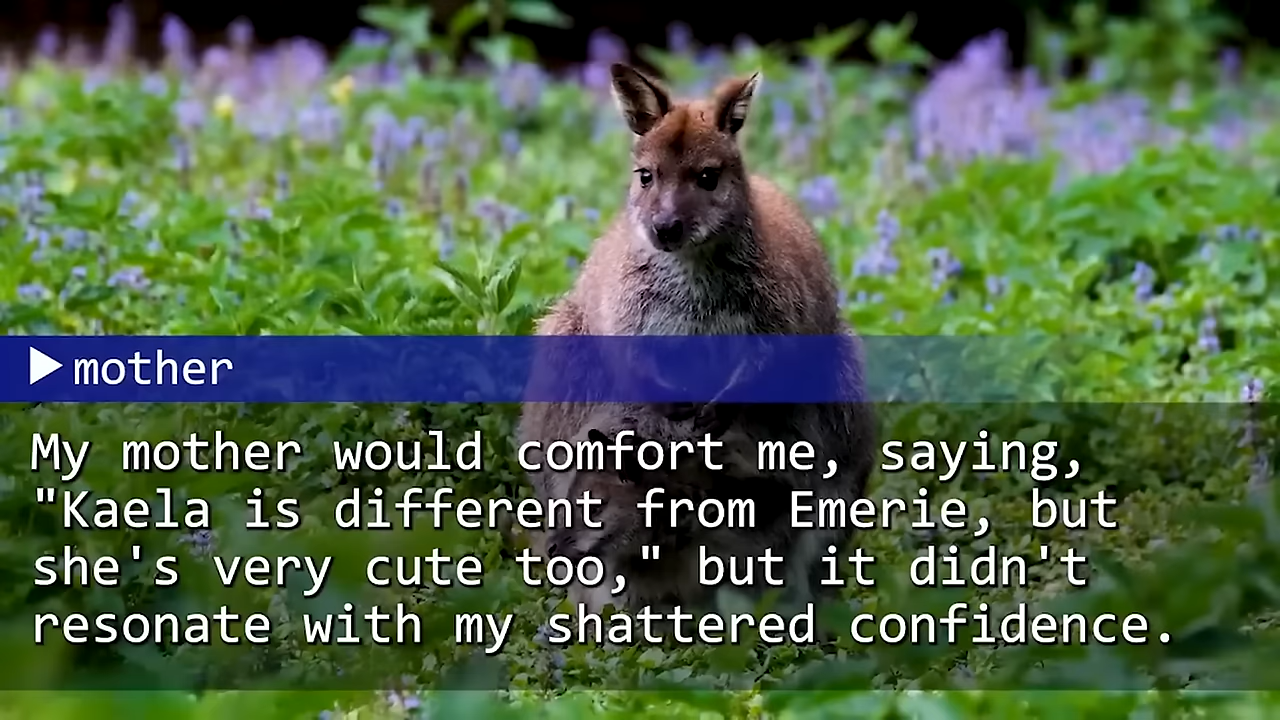 ▶mother
My mother would comfort me, saying,
"Kaela is different from Emerie, but
she's very cute too," but it didn't
resonate with my shattered confidence.